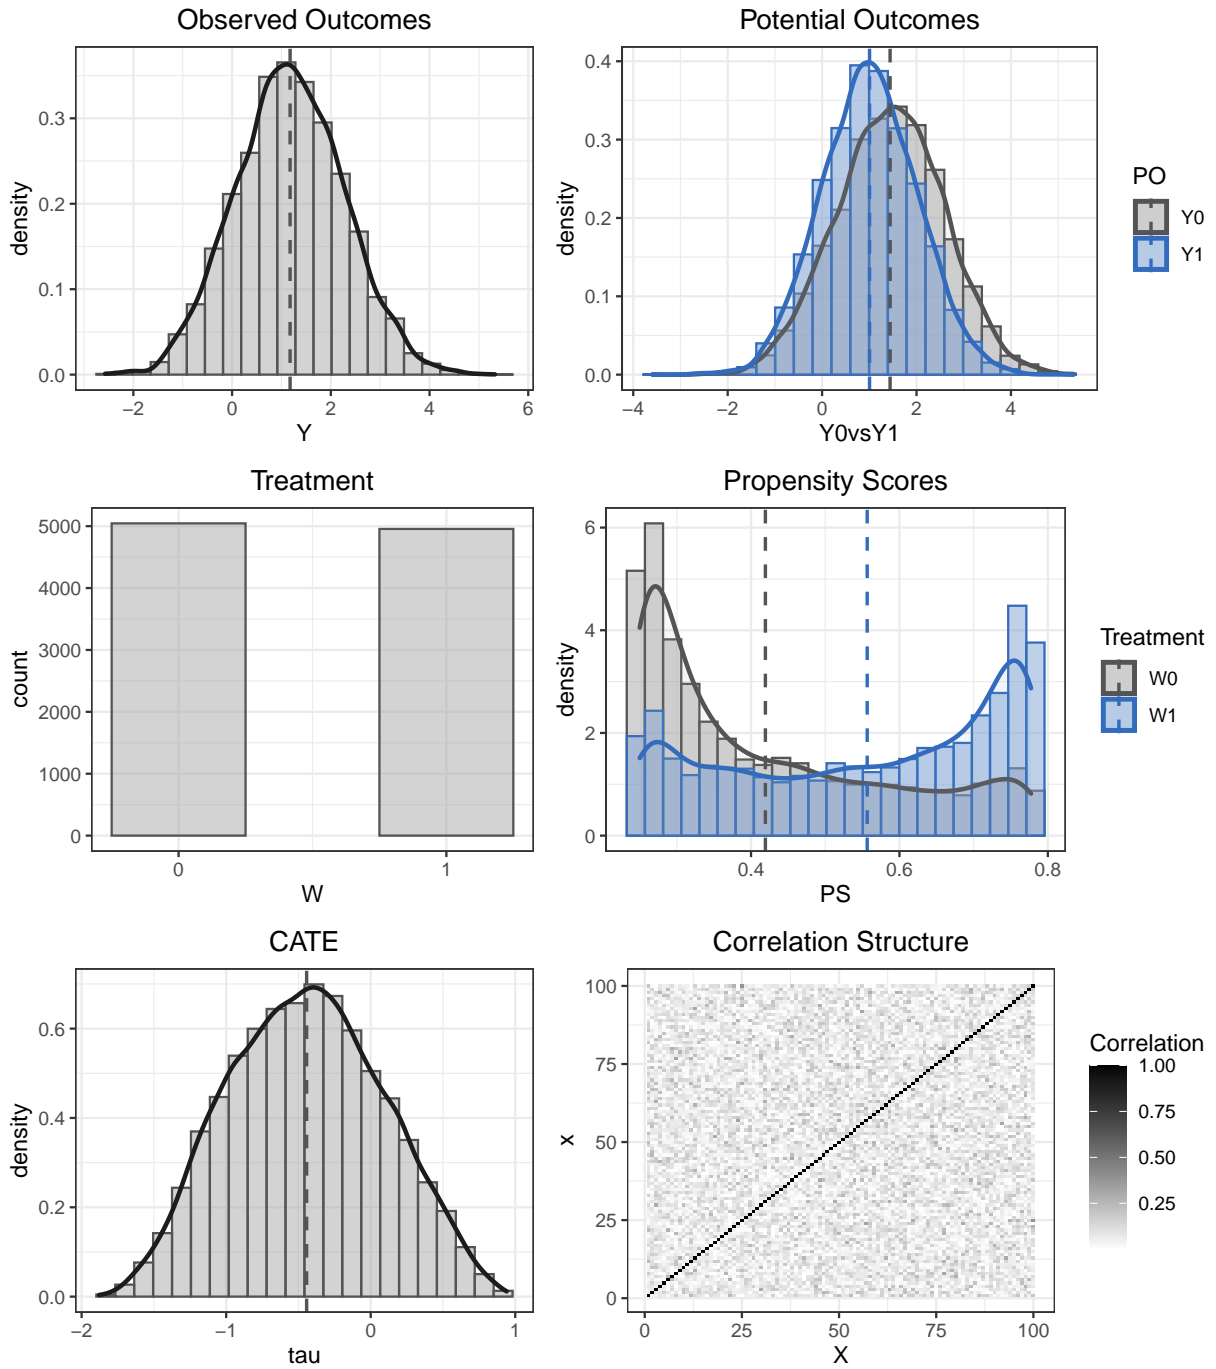 Observed Outcomes
density
0.3
0.2
0.1
0.0
−2
0
2
4
6
Y
Potential Outcomes
density
0.4
0.3
0.2
0.1
0.0
−4
−2
0
2
4
Y0vsY1
PO
Y0
Y1
Treatment
count
5000
4000
3000
2000
1000
0
0
1
W
Propensity Scores
density
6
4
2
0
0.4
0.6
0.8
PS
Treatment
W0
W1
CATE
density
0.6
0.4
0.2
0.0
−2
−1
0
1
tau
Correlation Structure
x
100
75
50
25
0
0
25
50
75
100
X
Correlation
1.00
0.75
0.50
0.25